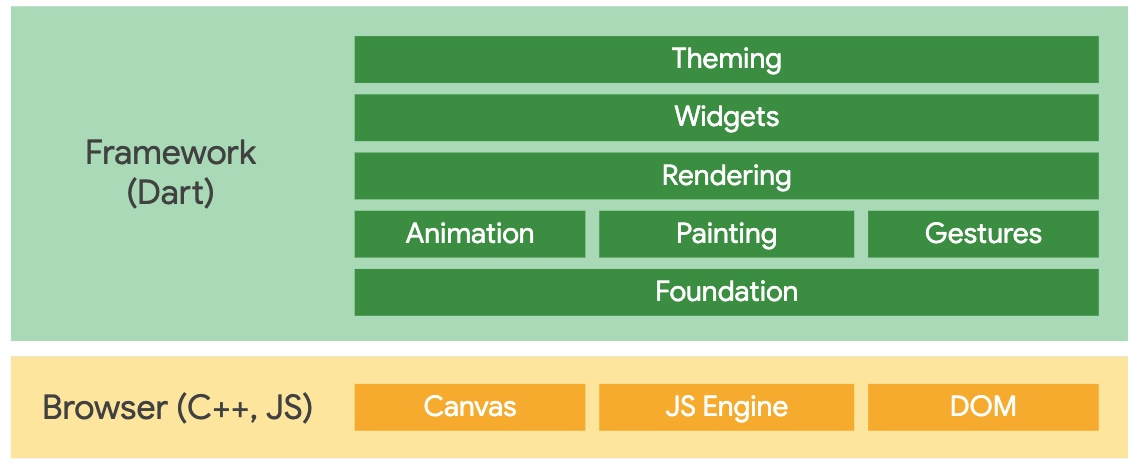 Theming
Widgets
Framework
(Dart)
Rendering
Animation
Painting
Gestures
Foundation
Browser (C++, JS)
Canvas
JS Engine
DOM